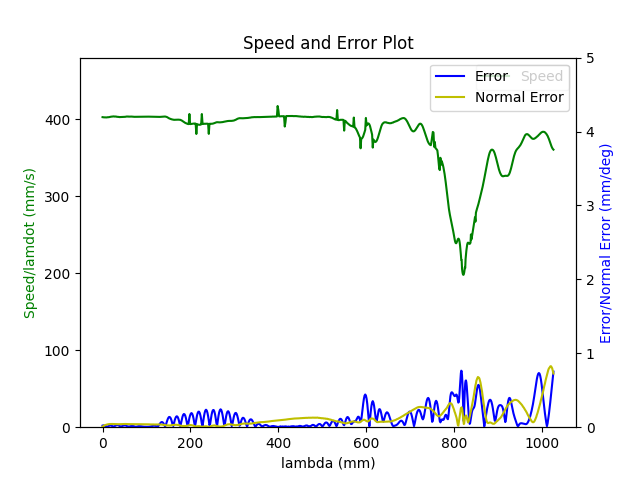 Speed and Error Plot
Error
Speed
Normal Error
Speed/lamdot (mm/s)
400
300
200
100
0
5
4
3
2
1
0
Error/Normal Error (mm/deg)
0
200
400
600
800
1000
lambda (mm)